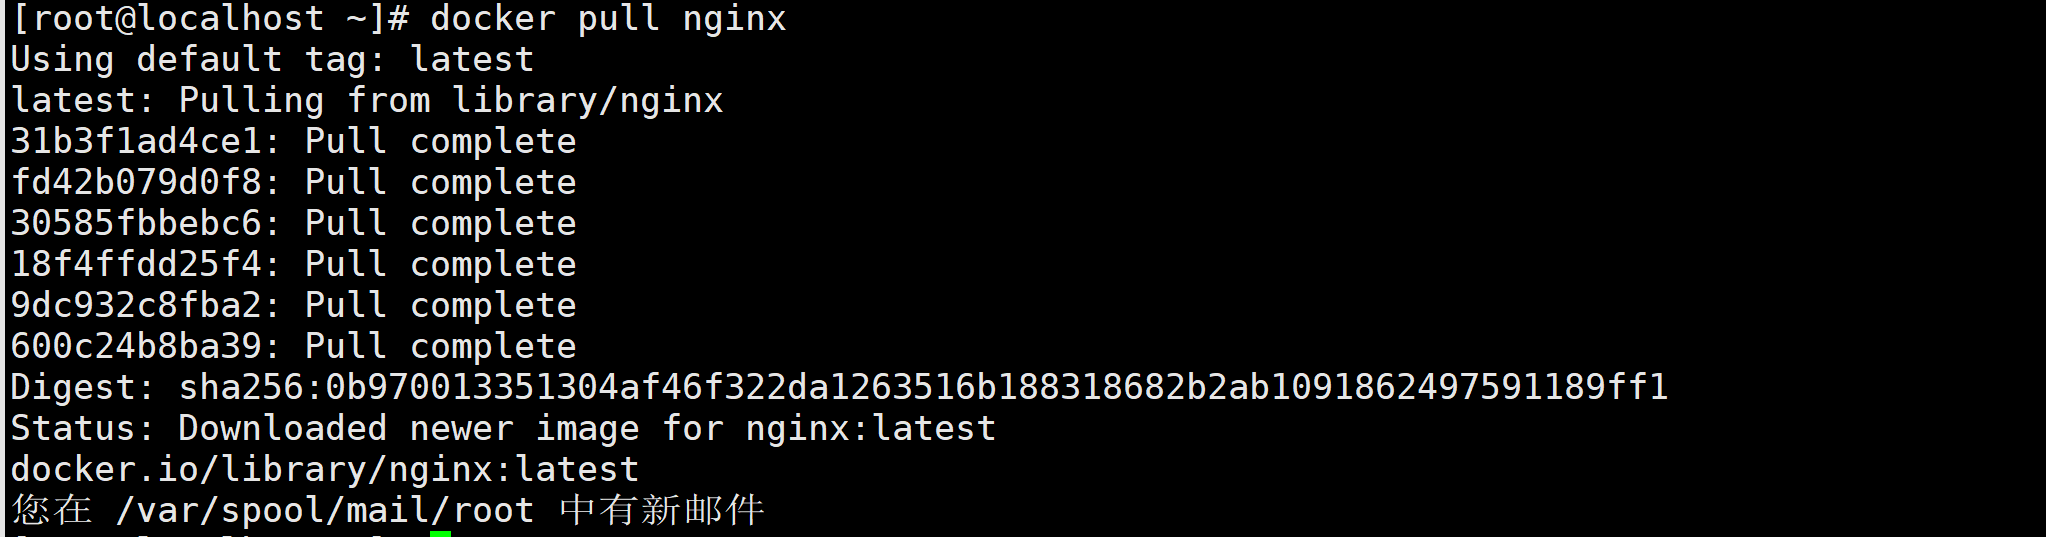 [root@localhost ~]# docker pull nginx
Using default tag: latest
latest: Pulling from library/nginx
31b3f1ad4ce1: Pull complete
fd42b079d0f8: Pull complete
30585fbbebc6: Pull complete
18f4ffdd25f4: Pull complete
9dc932c8fba2: Pull complete
600c24b8ba39: Pull complete
Digest: sha256:0b970013351304af46f322da1263516b188318682b2ab1091862497591189ff1
Status: Downloaded newer image for nginx:latest
docker.io/library/nginx:latest
您在 /var/spool/mail/root 中有新邮件